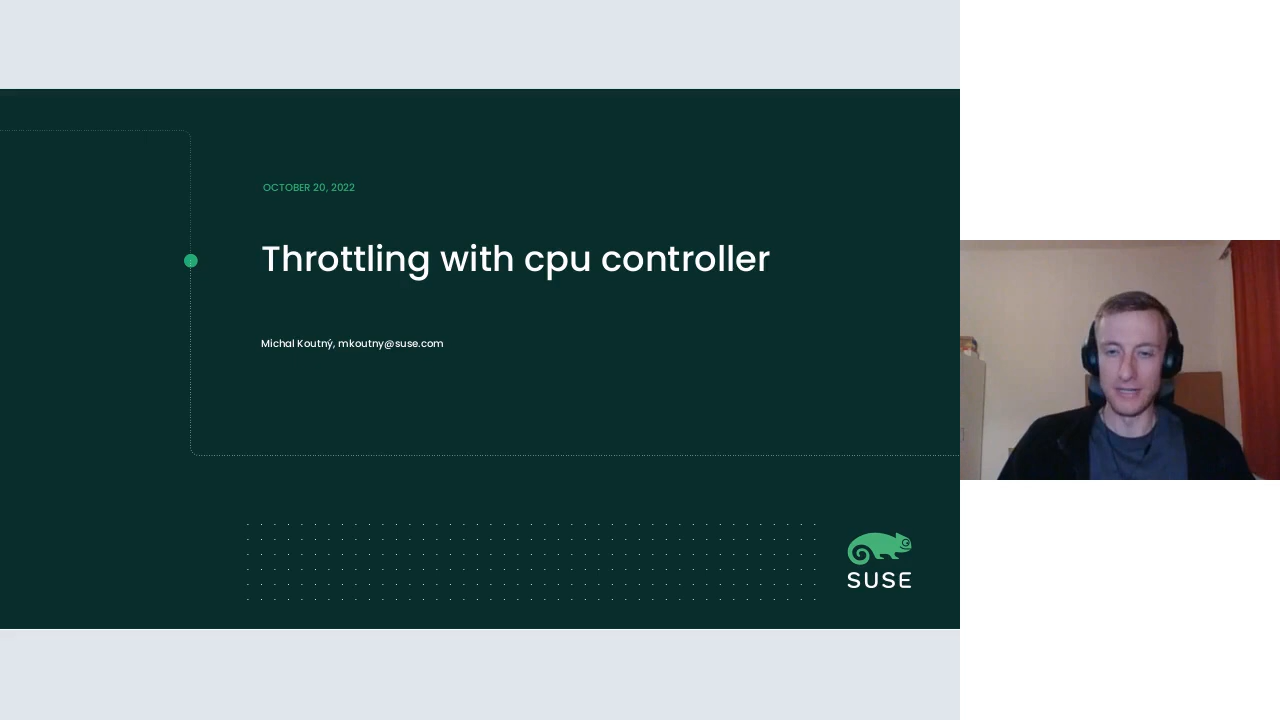 OCTOBER 20, 2022
Throttling with cpu controller
Michal Koutný, mkoutny@suse.com
SUSE